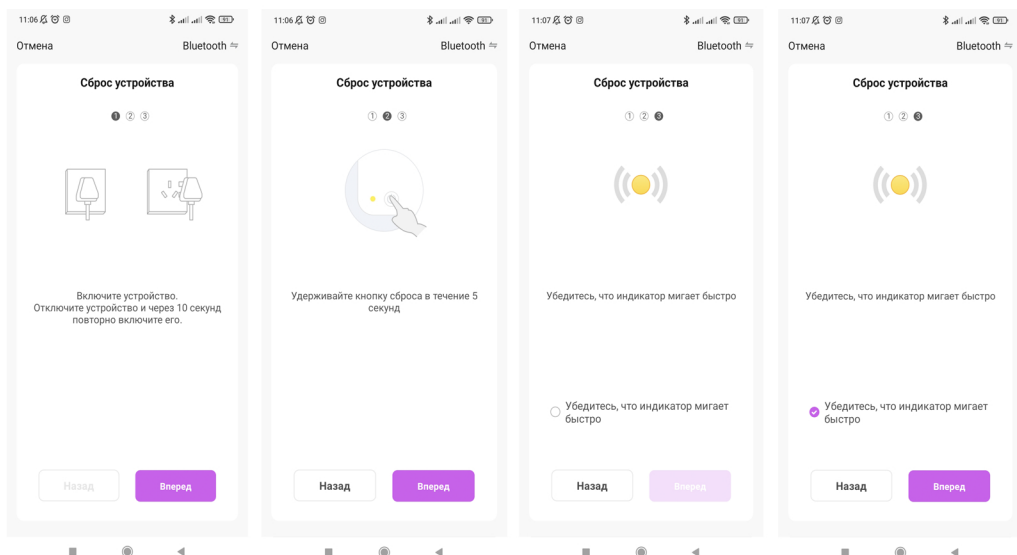 11:06
91
Отмена
Bluetooth
Сброс устройства
1 2 3
Включите устройство.
Отключите устройство и через 10 секунд
повторно включите его.
Назад
Вперед
11:06
91
Отмена
Bluetooth
Сброс устройства
1 2 3
Удерживайте кнопку сброса в течение 5
секунд
Назад
Вперед
11:07
91
Отмена
Bluetooth
Сброс устройства
1 2 3
Убедитесь, что индикатор мигает быстро
Убедитесь, что индикатор мигает
быстро
Назад
Вперед
11:07
91
Отмена
Bluetooth
Сброс устройства
1 2 3
Убедитесь, что индикатор мигает быстро
Убедитесь, что индикатор мигает
быстро
Назад
Вперед